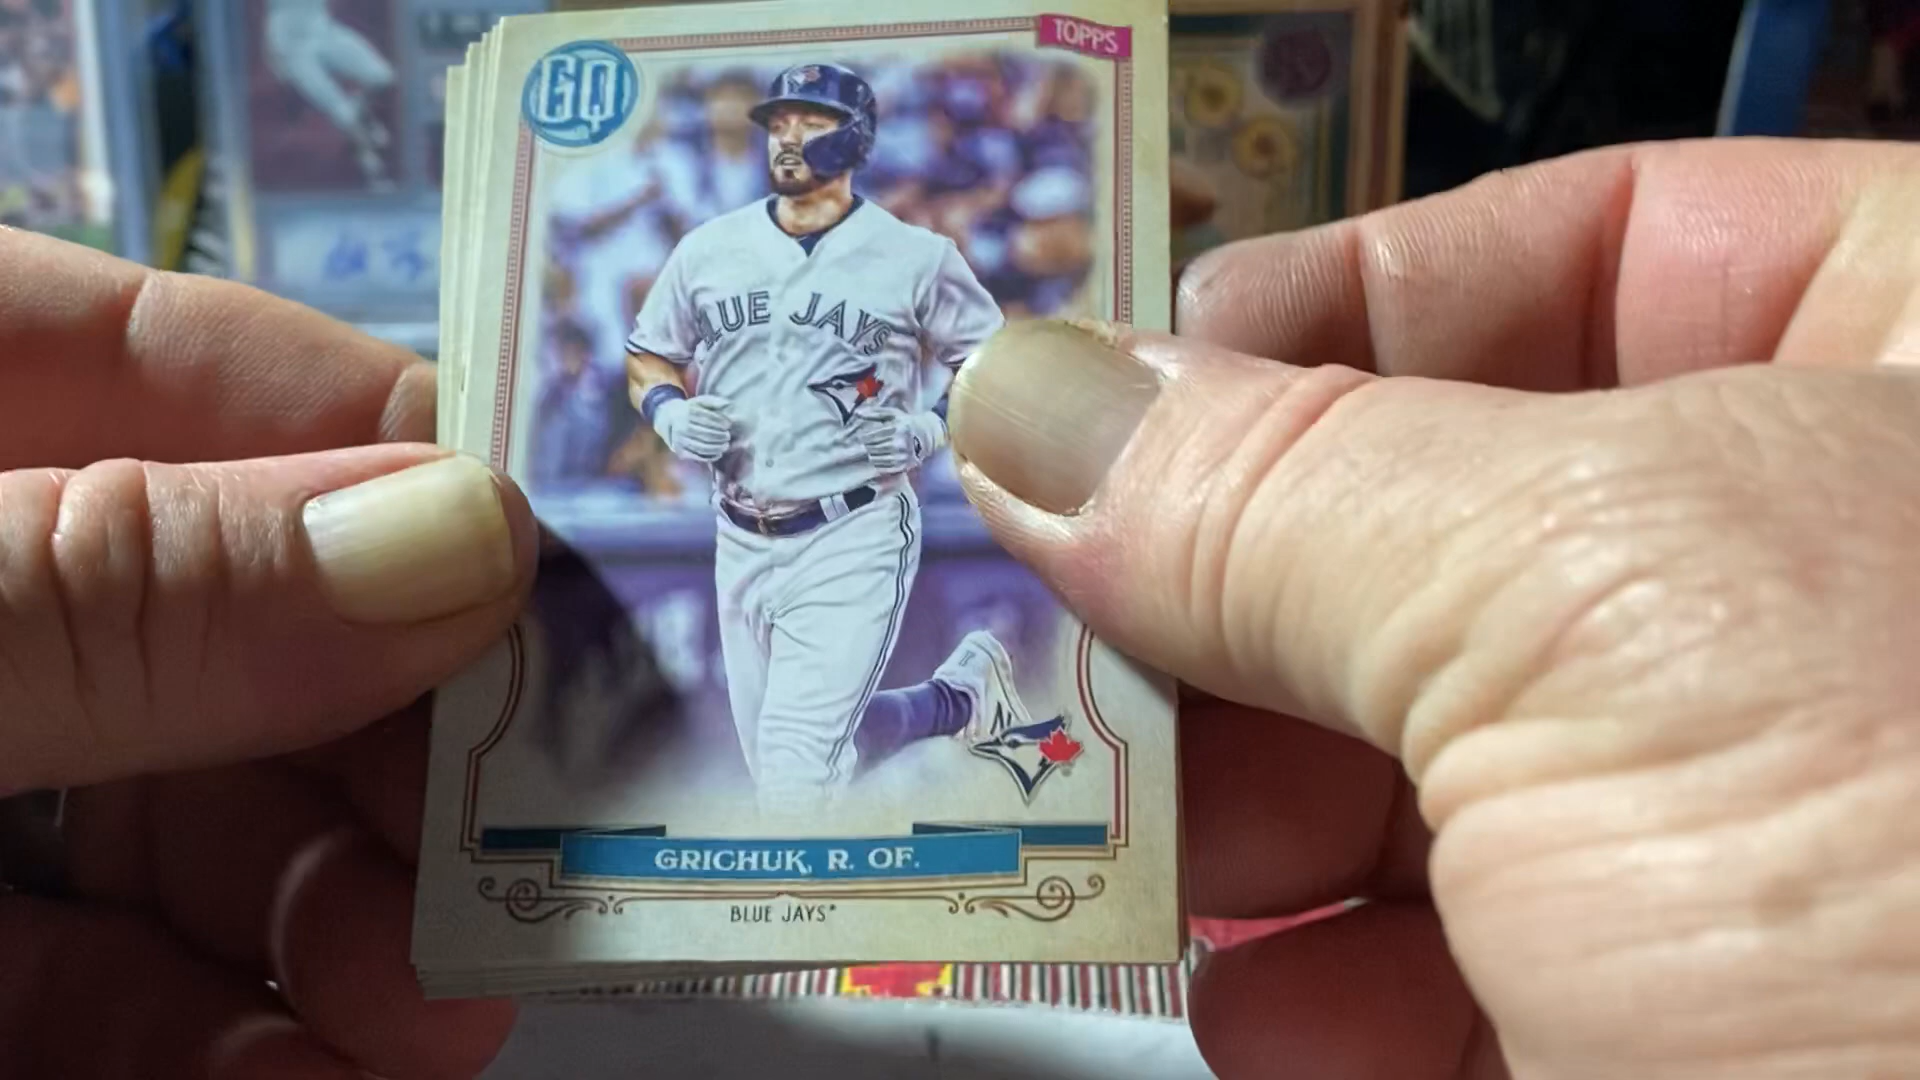 GQ
TOPPS
BLUE JAYS
GRICHUK, R. OF.
BLUE JAYS*